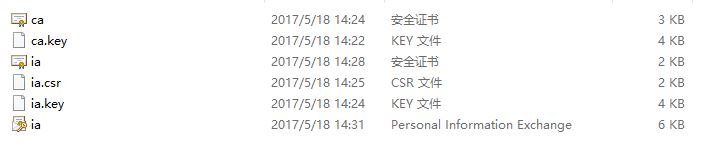 ca 2017/5/18 14:24 安全证书 3 KB
ca.key 2017/5/18 14:22 KEY 文件 4 KB
ia 2017/5/18 14:28 安全证书 2 KB
ia.csr 2017/5/18 14:25 CSR 文件 2 KB
ia.key 2017/5/18 14:24 KEY 文件 4 KB
ia 2017/5/18 14:31 Personal Information Exchange 6 KB